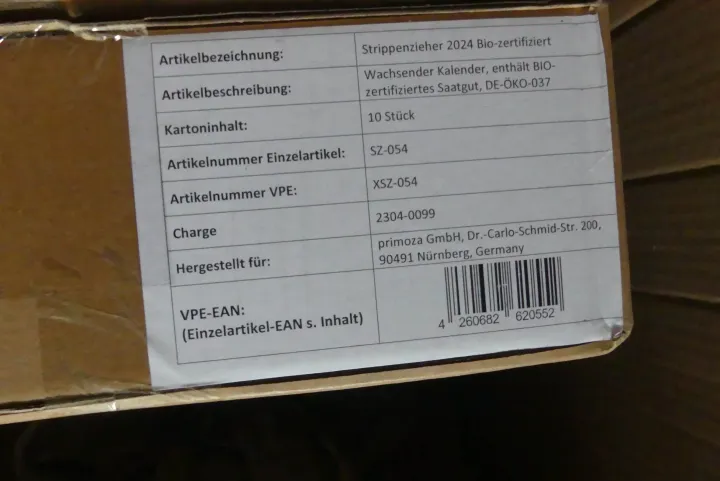 Artikelbezeichnung: Strippenzieher 2024 Bio-zertifiziert
Artikelbeschreibung: Wachsender Kalender, enthält BIO-
zertifiziertes Saatgut, DE-ÖKO-037
Kartoninhalt: 10 Stück
Artikelnummer Einzelartikel: SZ-054
Artikelnummer VPE: XSZ-054
Charge 2304-0099
Hergestellt für: primoza GmbH, Dr.-Carlo-Schmid-Str. 200,
90491 Nürnberg, Germany
VPE-EAN:
(Einzelartikel-EAN s. Inhalt)
4 260682 620552